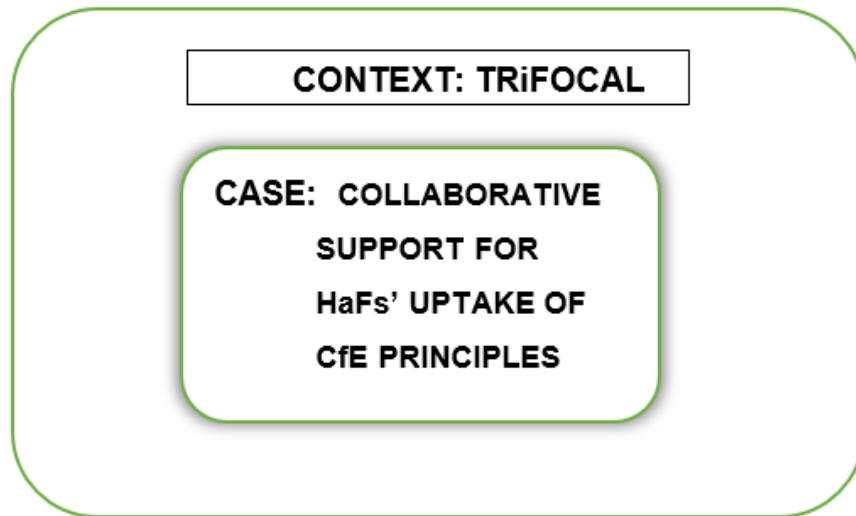 CONTEXT: TRiFOCAL
CASE: COLLABORATIVE
SUPPORT FOR
HaFs’ UPTAKE OF
CfE PRINCIPLES